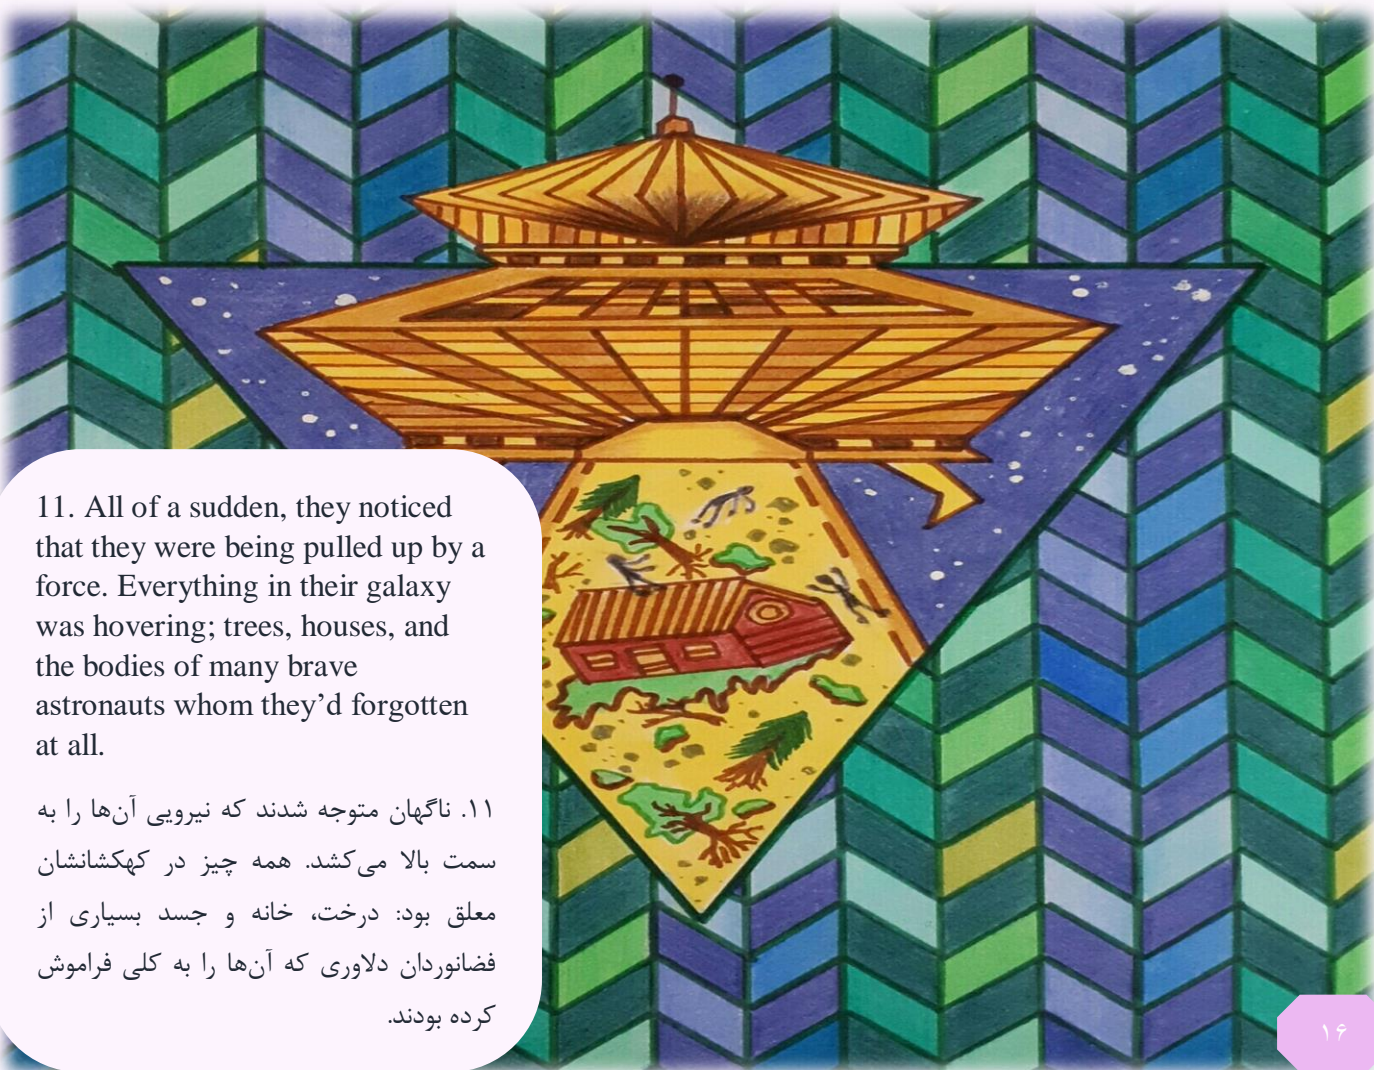 11. All of a sudden, they noticed
that they were being pulled up by a
force. Everything in their galaxy
was hovering; trees, houses, and
the bodies of many brave
astronauts whom they’d forgotten
at all.
۱۱. ناگهان متوجه شدند که نیرویی آن‌ها را به
سمت بالا می‌کشد. همه چیز در کهکشانشان
معلق بود: درخت، خانه و جسد بسیاری از
فضانوردان دلاوری که آن‌ها را به کلی فراموش
کرده بودند.
۱۶